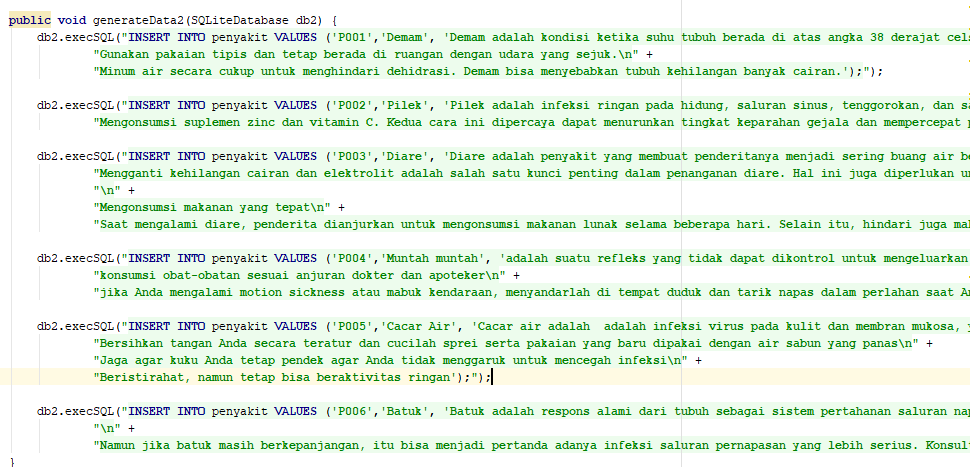 public void generateData2(SQLiteDatabase db2) {
db2.execSQL("INSERT INTO penyakit VALUES ('P001','Demam', 'Demam adalah kondisi ketika suhu tubuh berada di atas angka 38 derajat
"Gunakan pakaian tipis dan tetap berada di ruangan dengan udara yang sejuk.\n" +
"Minum air secara cukup untuk menghindari dehidrasi. Demam bisa menyebabkan tubuh kehilangan banyak cairan.');");
db2.execSQL("INSERT INTO penyakit VALUES ('P002','Pilek', 'Pilek adalah infeksi ringan pada hidung, saluran sinus, tenggorokan, dan
"Mengonsumsi suplemen zinc dan vitamin C. Kedua cara ini dipercaya dapat menurunkan tingkat keparahan gejala dan mempercepat
db2.execSQL("INSERT INTO penyakit VALUES ('P003','Diare', 'Diare adalah penyakit yang membuat penderitanya menjadi sering buang air
"Mengganti kehilangan cairan dan elektrolit adalah salah satu kunci penting dalam penanganan diare. Hal ini juga diperlukan
"\n" +
"Mengonsumsi makanan yang tepat\n" +
"Saat mengalami diare, penderita dianjurkan untuk mengonsumsi makanan lunak selama beberapa hari. Selain itu, hindari juga
db2.execSQL("INSERT INTO penyakit VALUES ('P004','Muntah muntah', 'adalah suatu refleks yang tidak dapat dikontrol untuk mengeluarkan
"konsumsi obat-obatan sesuai anjuran dokter dan apoteker\n" +
"jika Anda mengalami motion sickness atau mabuk kendaraan, menyandarlah di tempat duduk dan tarik napas dalam perlahan saat
db2.execSQL("INSERT INTO penyakit VALUES ('P005','Cacar Air', 'Cacar air adalah  adalah infeksi virus pada kulit dan membran mukosa,
"Bersihkan tangan Anda secara teratur dan cucilah sprei serta pakaian yang baru dipakai dengan air sabun yang panas\n" +
"Jaga agar kuku Anda tetap pendek agar Anda tidak menggaruk untuk mencegah infeksi\n" +
"Beristirahat, namun tetap bisa beraktivitas ringan');");
db2.execSQL("INSERT INTO penyakit VALUES ('P006','Batuk', 'Batuk adalah respons alami dari tubuh sebagai sistem pertahanan saluran
"\n" +
"Namun jika batuk masih berkepanjangan, itu bisa menjadi pertanda adanya infeksi saluran pernapasan yang lebih serius.
}